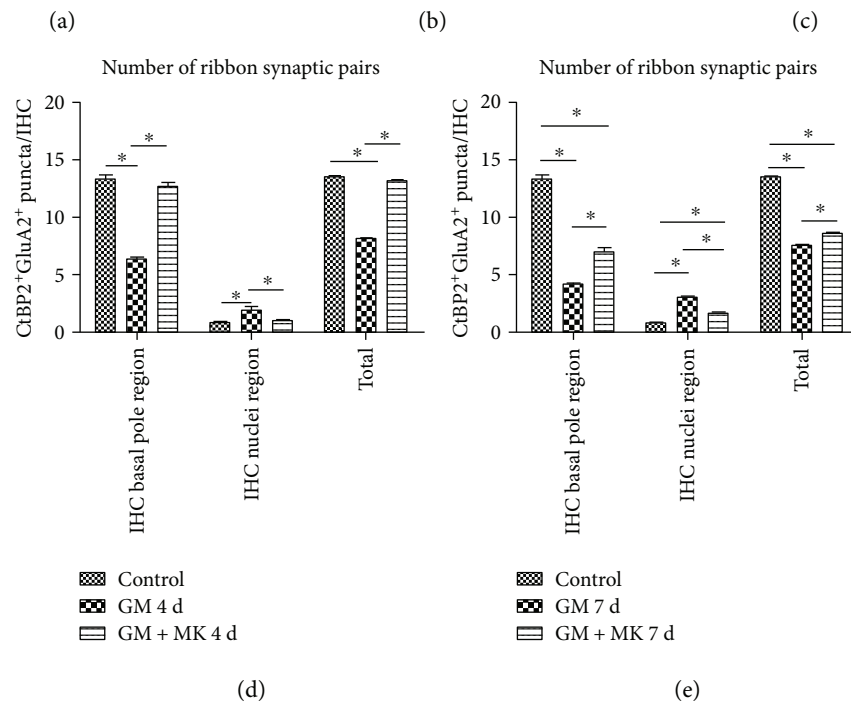 (a) (b) (c)
Number of ribbon synaptic pairs
CtBP2⁺GluA2⁺ puncta/IHC
20
15
10
5
0
* * * * * *
IHC basal pole region
IHC nuclei region
Total
Control
GM 4 d
GM + MK 4 d
(d)
Number of ribbon synaptic pairs
CtBP2⁺GluA2⁺ puncta/IHC
20
15
10
5
0
* * * * * * * * *
IHC basal pole region
IHC nuclei region
Total
Control
GM 7 d
GM + MK 7 d
(e)